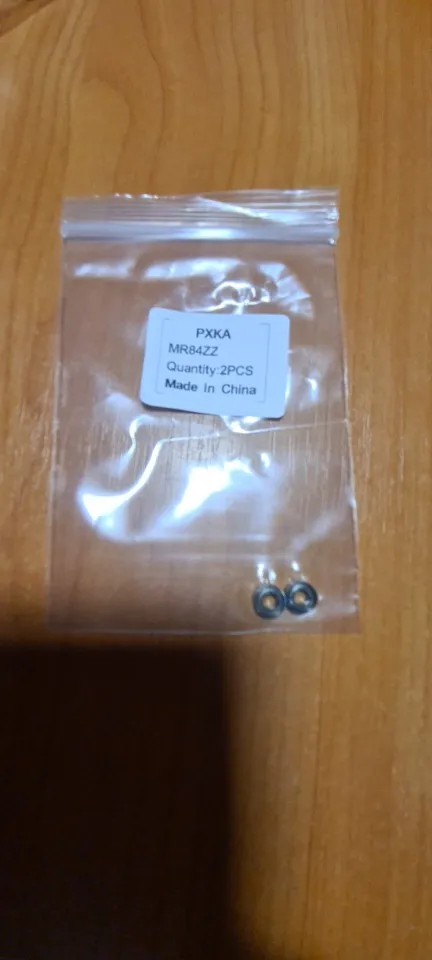 PXKA
MR84ZZ
Quantity:2PCS
Made In China